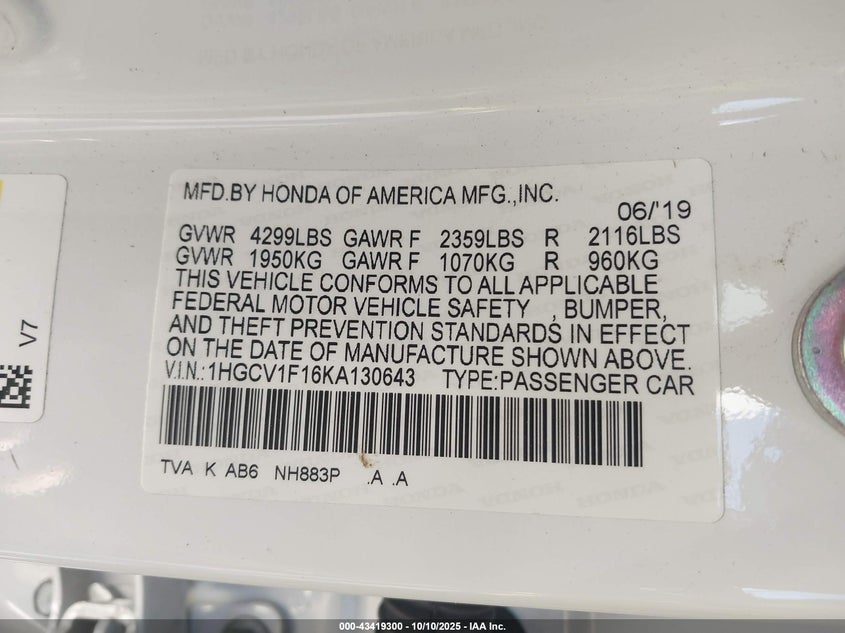 MFD.BY HONDA OF AMERICA MFG.,INC.
06/'19
GVWR 4299LBS GAWR F 2359LBS R 2116LBS
GVWR 1950KG GAWR F 1070KG R 960KG
THIS VEHICLE CONFORMS TO ALL APPLICABLE
FEDERAL MOTOR VEHICLE SAFETY , BUMPER,
AND THEFT PREVENTION STANDARDS IN EFFECT
ON THE DATE OF MANUFACTURE SHOWN ABOVE.
V.I.N.:1HGCV1F16KA130643 TYPE:PASSENGER CAR
TVA K AB6 NH883P .A .A
V7
000-43419300 - 10/10/2025 - IAA Inc.